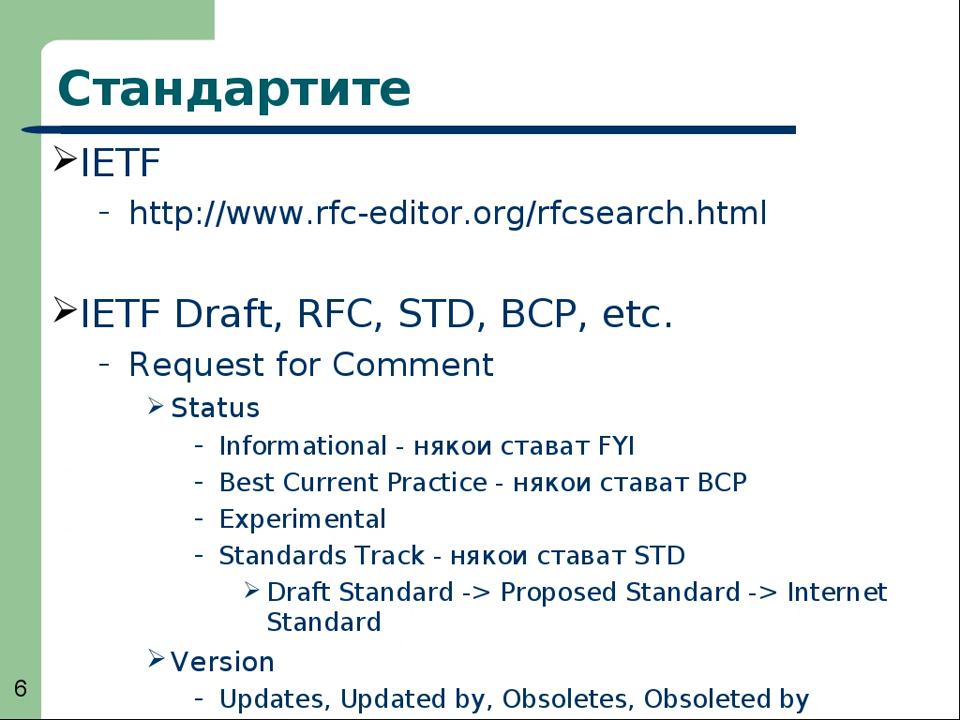 Стандартите
IETF
- http://www.rfc-editor.org/rfcsearch.html
IETF Draft, RFC, STD, BCP, etc.
- Request for Comment
Status
- Informational - някои стават FYI
- Best Current Practice - някои стават BCP
- Experimental
- Standards Track - някои стават STD
Draft Standard -> Proposed Standard -> Internet
Standard
Version
- Updates, Updated by, Obsoletes, Obsoleted by
6